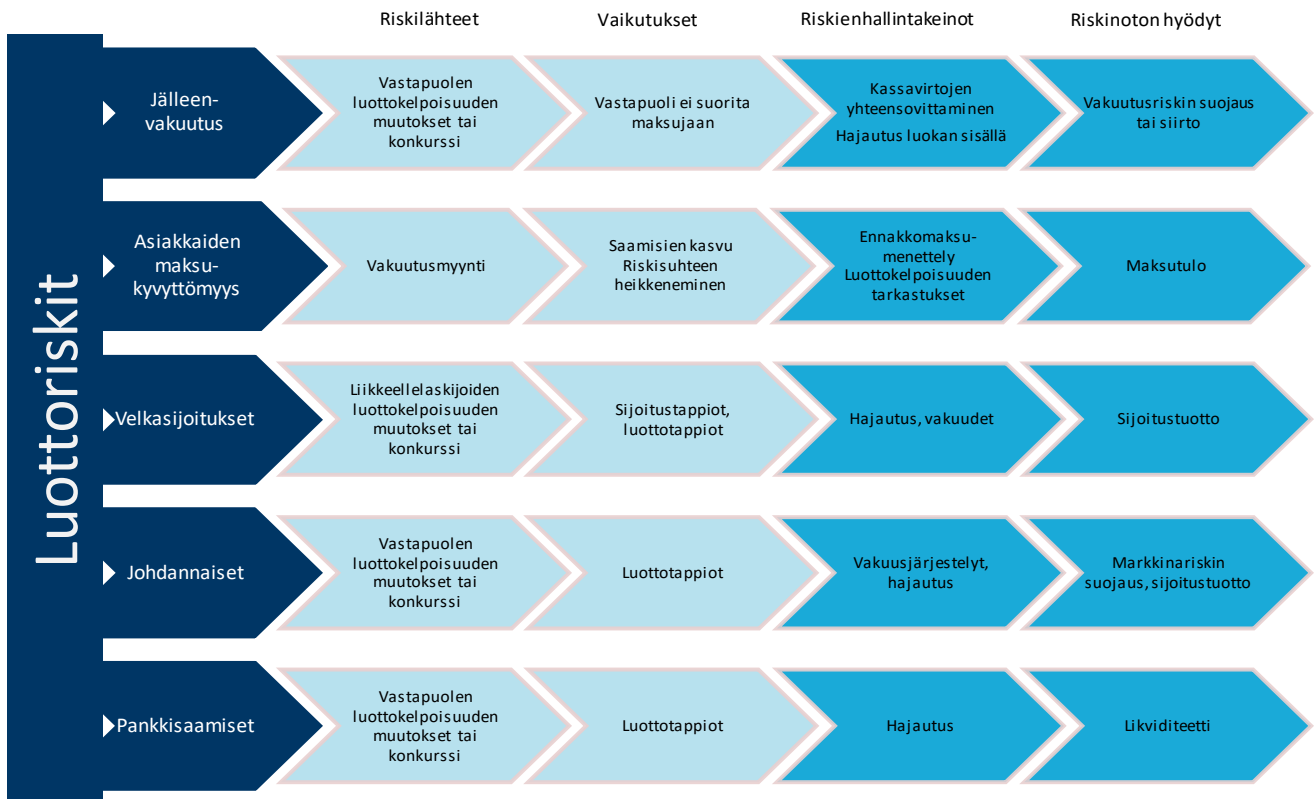 Riskilähteet
Vaikutukset
Riskienhallintakeinot
Riskinoton hyödyt
Luottoriskit
Jälleen-
vakuutus
Vastapuolen
luottokelpoisuuden
muutokset tai
konkurssi
Vastapuoli ei suorita
maksujaan
Kassavirtojen
yhteensovittaminen
Hajautus luokan sisällä
Vakuutusriskin suojaus
tai siirto
Asiakkaiden
maksu-
kyvyttömyys
Vakuutusmyynti
Saamisien kasvu
Riskisuhteen
heikkeneminen
Ennakkomaksu-
menettely
Luottokelpoisuuden
tarkastukset
Maksutulo
Velkasijoitukset
Liikkeellelaskijoiden
luottokelpoisuuden
muutokset tai
konkurssi
Sijoitustappiot,
luottotappiot
Hajautus, vakuudet
Sijoitustuotto
Johdannaiset
Vastapuolen
luottokelpoisuuden
muutokset tai
konkurssi
Luottotappiot
Vakuusjärjestelyt,
hajautus
Markkinariskin
suojaus, sijoitustuotto
Pankkisaamiset
Vastapuolen
luottokelpoisuuden
muutokset tai
konkurssi
Luottotappiot
Hajautus
Likviditeetti